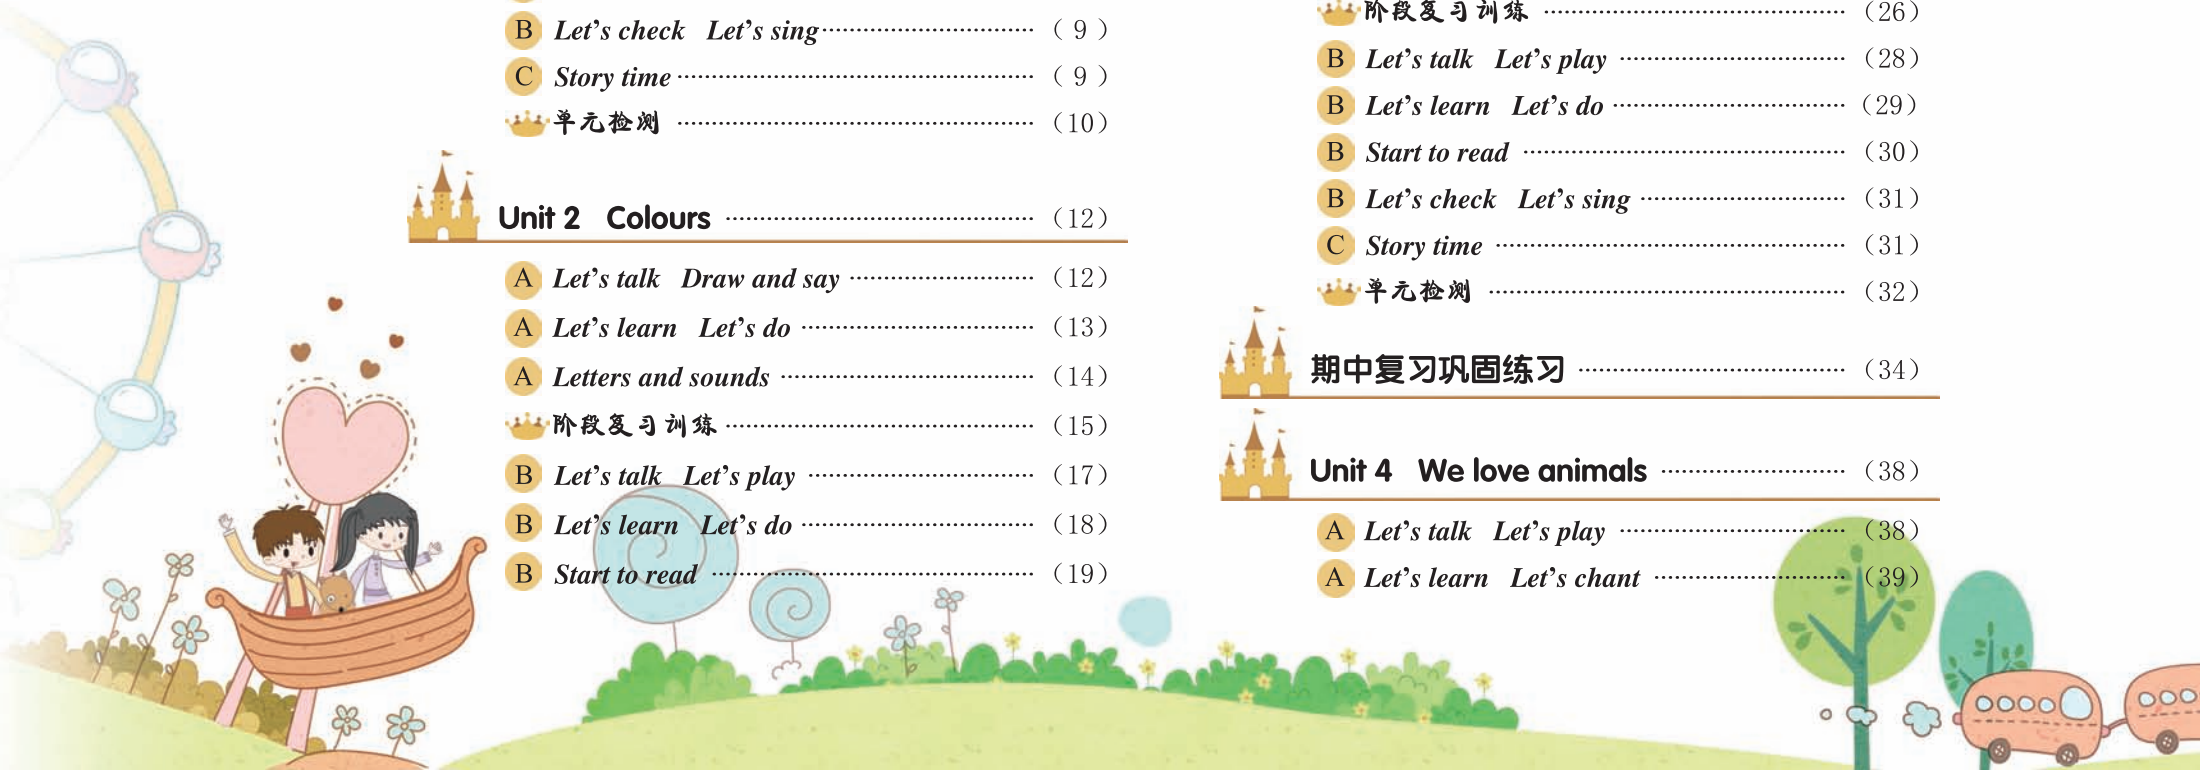 B Let's check Let's sing (9)
C Story time (9)
单元检测 (10)
Unit 2 Colours (12)
A Let's talk Draw and say (12)
A Let's learn Let's do (13)
A Letters and sounds (14)
阶段复习训练 (15)
B Let's talk Let's play (17)
B Let's learn Let's do (18)
B Start to read (19)
阶段复习训练 (26)
B Let's talk Let's play (28)
B Let's learn Let's do (29)
B Start to read (30)
B Let's check Let's sing (31)
C Story time (31)
单元检测 (32)
期中复习巩固练习 (34)
Unit 4 We love animals (38)
A Let's talk Let's play (38)
A Let's learn Let's chant (39)